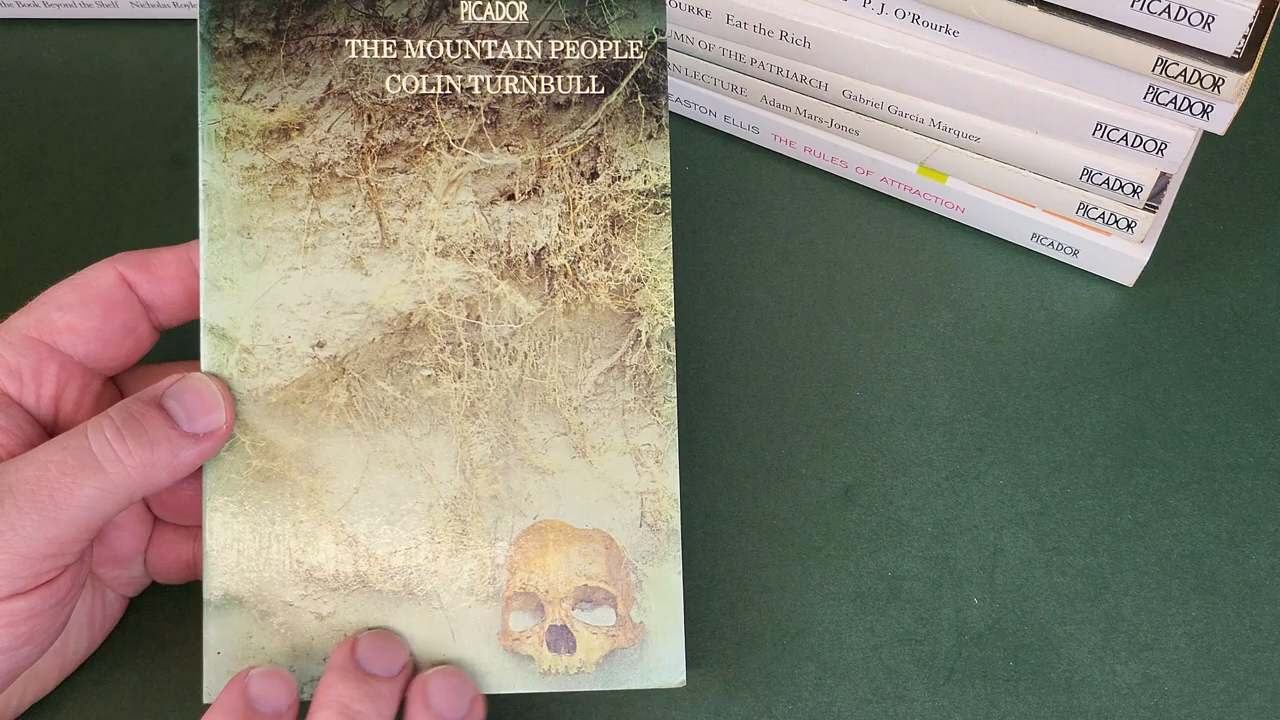 the Book Beyond the Shelf Nicholas Royle
PICADOR
THE MOUNTAIN PEOPLE
COLIN TURNBULL
PICADOR
P. J. O'Rourke
PICADOR
OURKE Eat the Rich
PICADOR
UMN OF THE PATRIARCH Gabriel García Márquez
PICADOR
RN LECTURE Adam Mars-Jones
PICADOR
EASTON ELLIS THE RULES OF ATTRACTION
PICADOR
PICADOR